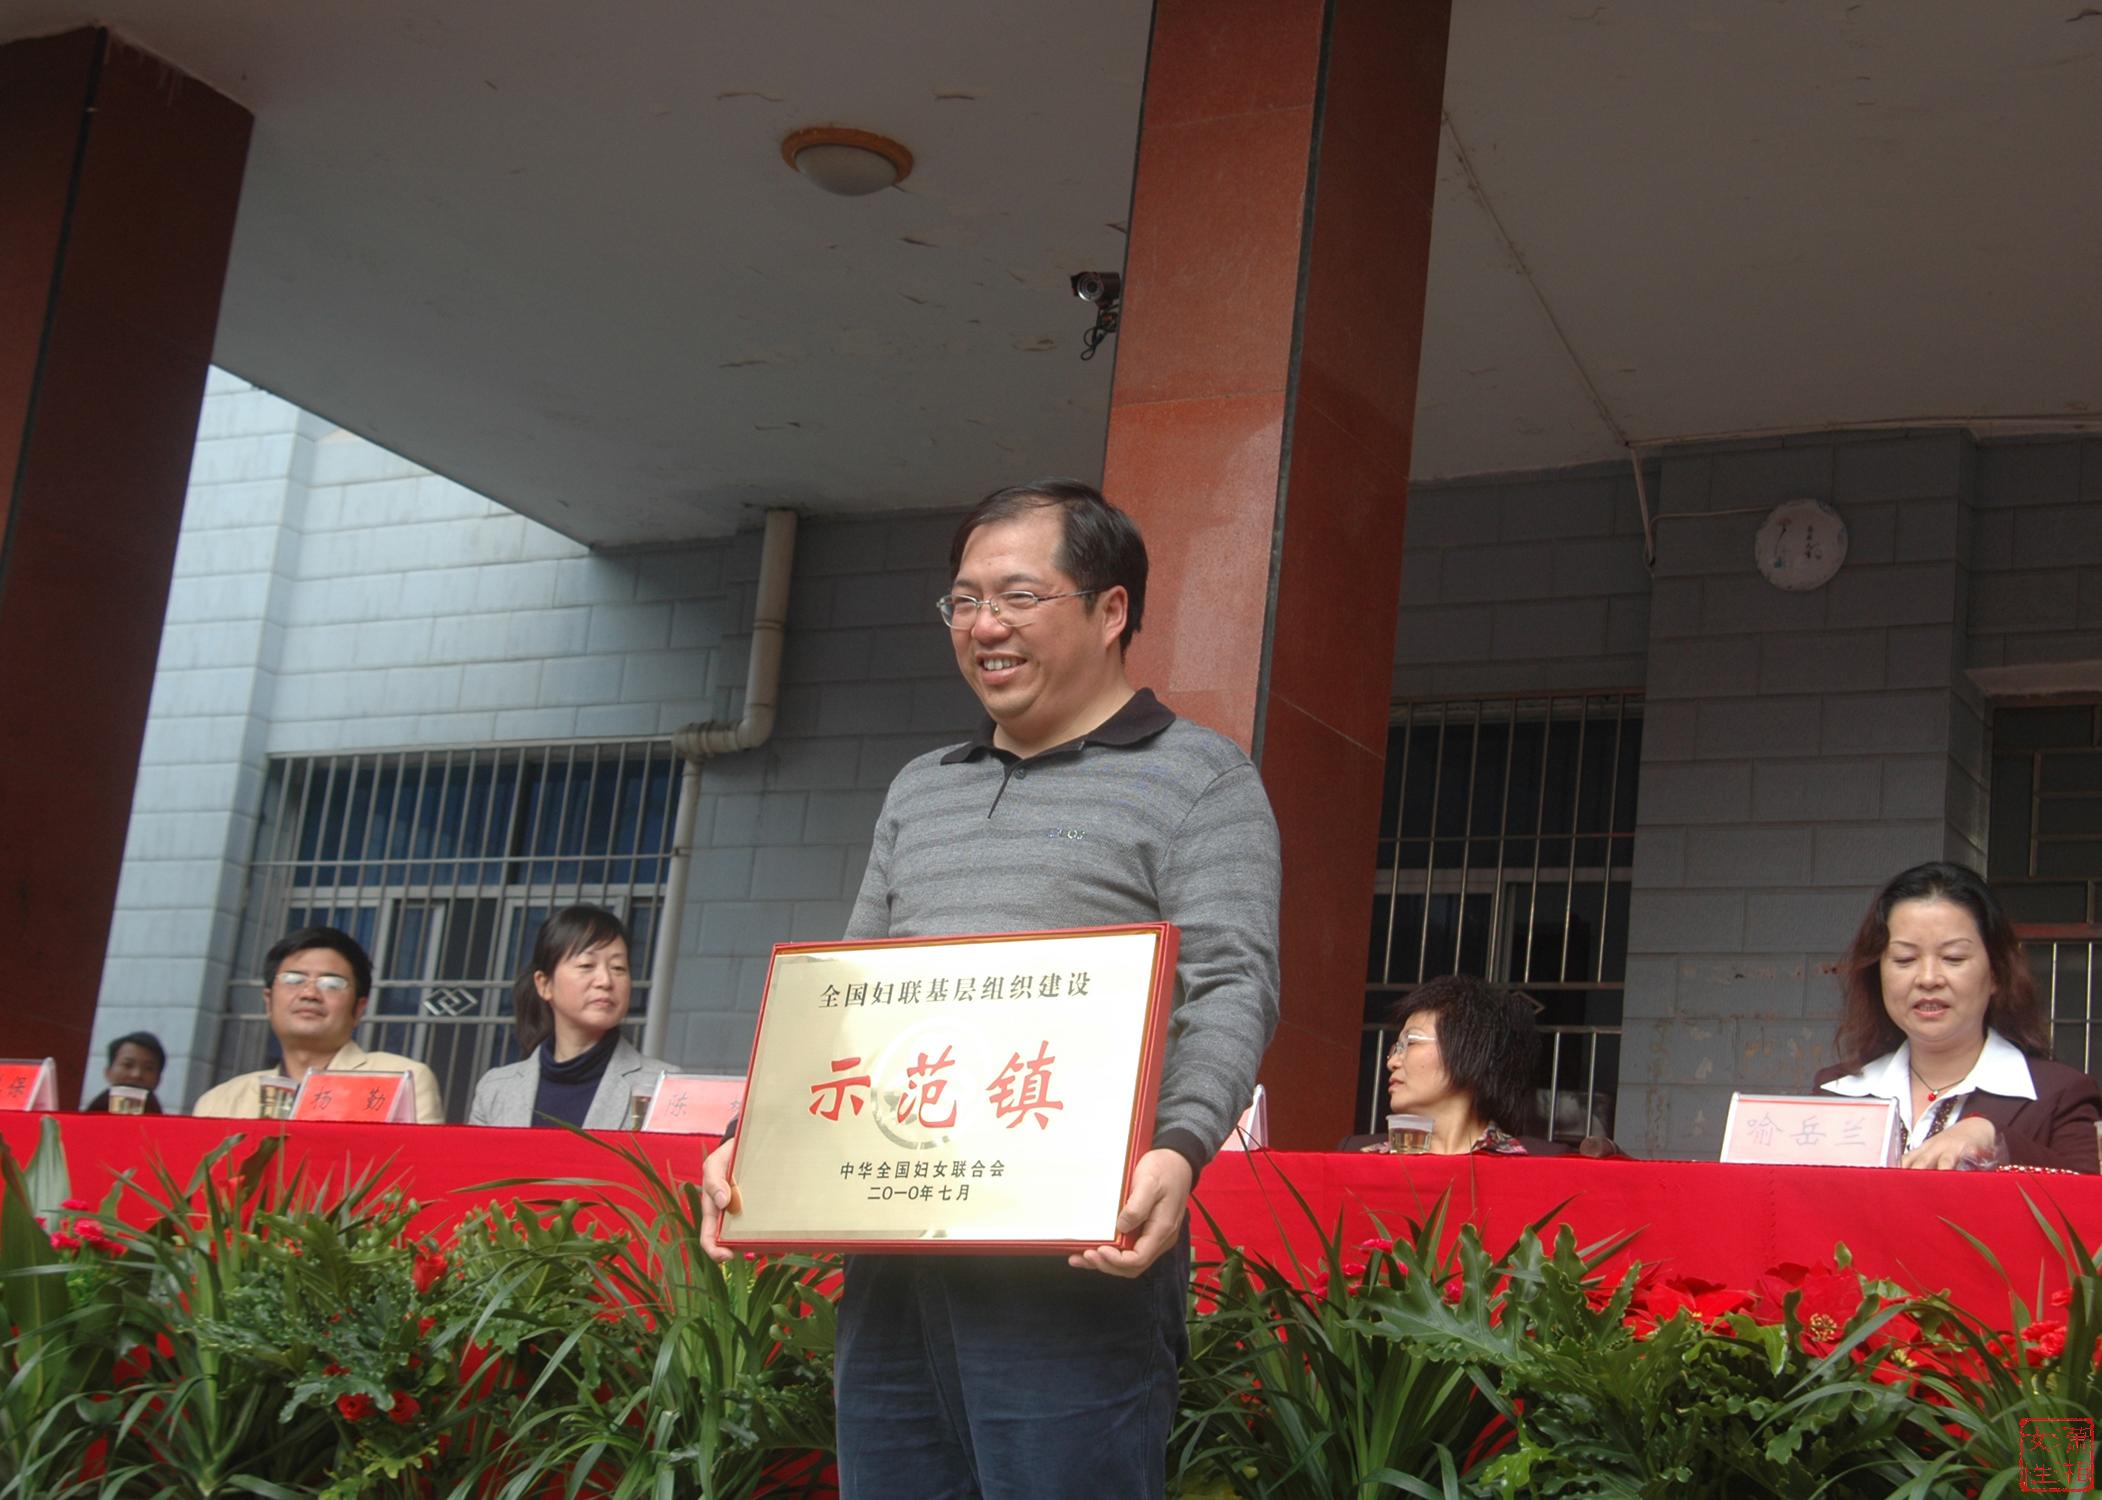 全国妇联基层组织建设
示范镇
中华全国妇女联合会
二〇一〇年七月
保
杨 勤
陈
喻岳兰